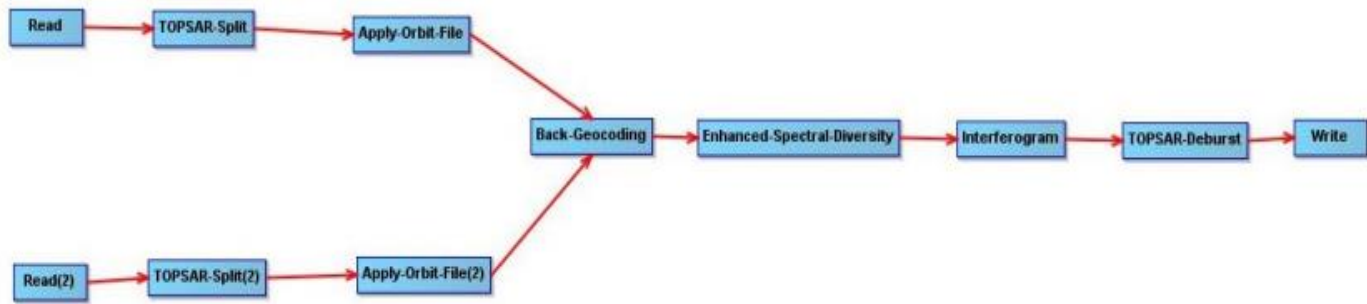 Read
TOPSAR-Split
Apply-Orbit-File
Back-Geocoding
Enhanced-Spectral-Diversity
Interferogram
TOPSAR-Deburst
Write
Read(2)
TOPSAR-Split(2)
Apply-Orbit-File(2)